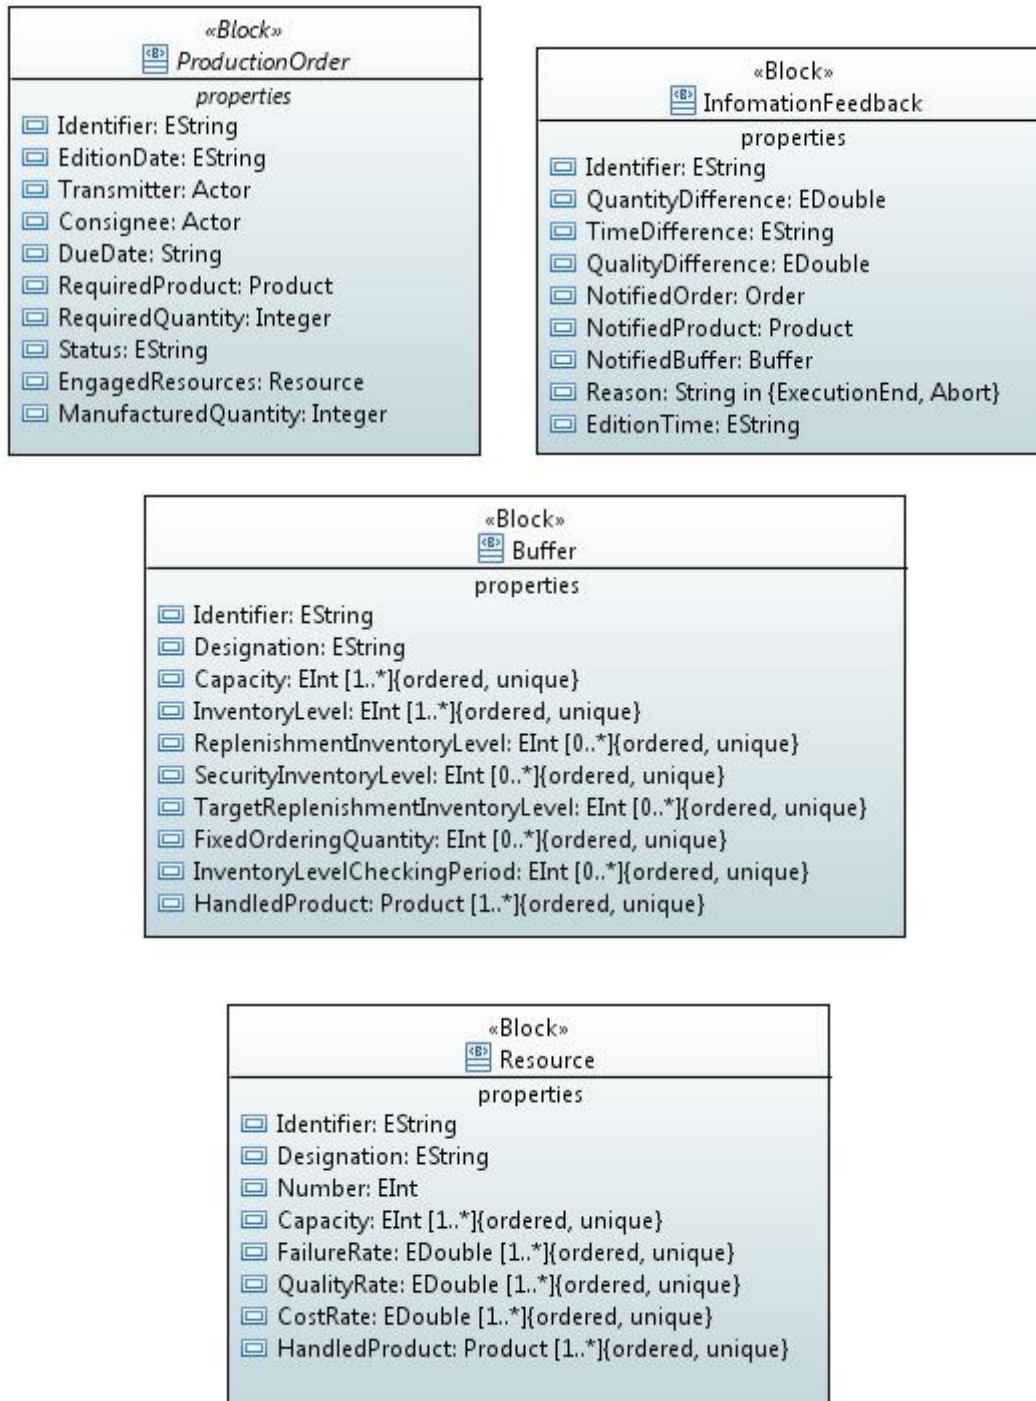 «Block»
ProductionOrder
properties
Identifier: EString
EditionDate: EString
Transmitter: Actor
Consignee: Actor
DueDate: String
RequiredProduct: Product
RequiredQuantity: Integer
Status: EString
EngagedResources: Resource
ManufacturedQuantity: Integer
«Block»
InfomationFeedback
properties
Identifier: EString
QuantityDifference: EDouble
TimeDifference: EString
QualityDifference: EDouble
NotifiedOrder: Order
NotifiedProduct: Product
NotifiedBuffer: Buffer
Reason: String in {ExecutionEnd, Abort}
EditionTime: EString
«Block»
Buffer
properties
Identifier: EString
Designation: EString
Capacity: EInt [1..*]{ordered, unique}
InventoryLevel: EInt [1..*]{ordered, unique}
ReplenishmentInventoryLevel: EInt [0..*]{ordered, unique}
SecurityInventoryLevel: EInt [0..*]{ordered, unique}
TargetReplenishmentInventoryLevel: EInt [0..*]{ordered, unique}
FixedOrderingQuantity: EInt [0..*]{ordered, unique}
InventoryLevelCheckingPeriod: EInt [0..*]{ordered, unique}
HandledProduct: Product [1..*]{ordered, unique}
«Block»
Resource
properties
Identifier: EString
Designation: EString
Number: EInt
Capacity: EInt [1..*]{ordered, unique}
FailureRate: EDouble [1..*]{ordered, unique}
QualityRate: EDouble [1..*]{ordered, unique}
CostRate: EDouble [1..*]{ordered, unique}
HandledProduct: Product [1..*]{ordered, unique}